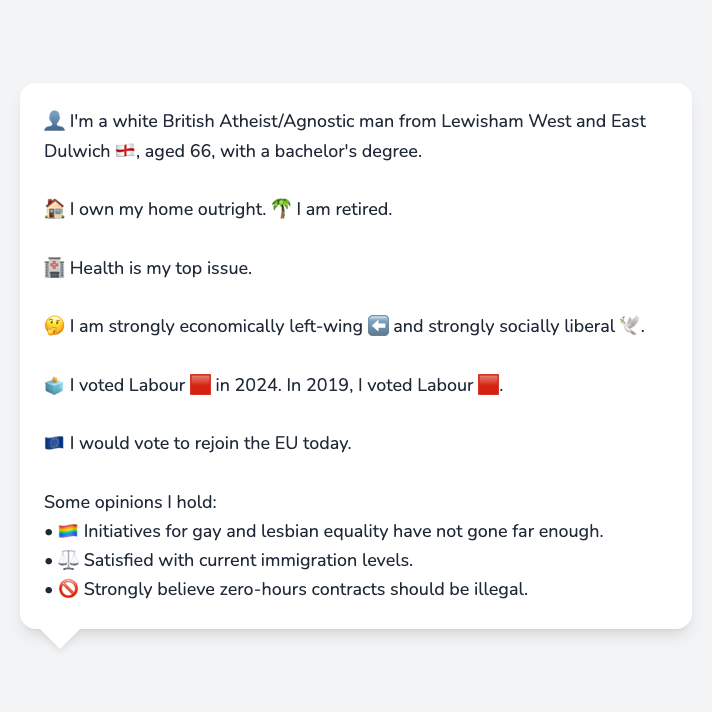 👤 I'm a white British Atheist/Agnostic man from Lewisham West and East
Dulwich 🏴󠁧󠁢󠁥󠁮󠁧󠁿, aged 66, with a bachelor's degree.
🏠 I own my home outright. 🌴 I am retired.
🏥 Health is my top issue.
🤔 I am strongly economically left-wing ⬅️ and strongly socially liberal 🕊️.
🗳️ I voted Labour 🟥 in 2024. In 2019, I voted Labour 🟥.
🇪🇺 I would vote to rejoin the EU today.
Some opinions I hold:
• 🏳️‍🌈 Initiatives for gay and lesbian equality have not gone far enough.
• ⚖️ Satisfied with current immigration levels.
• 🚫 Strongly believe zero-hours contracts should be illegal.